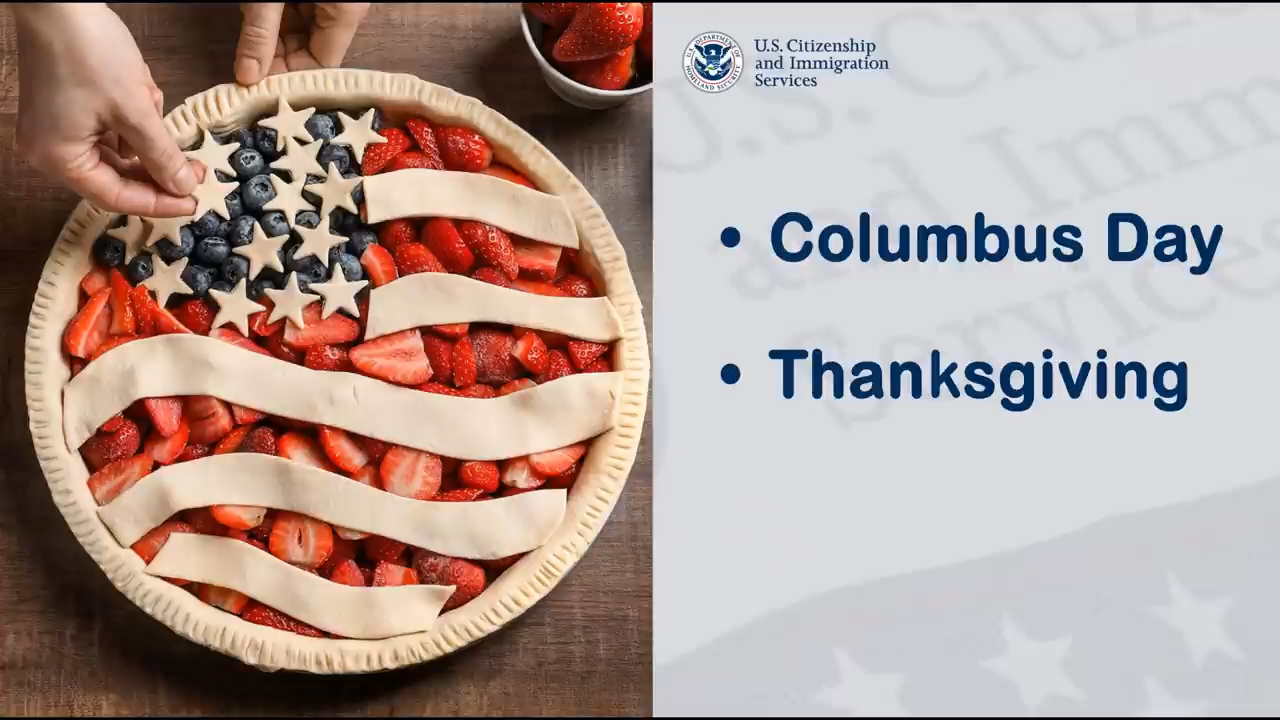 U.S. Citizenship
and Immigration
Services
• Columbus Day
• Thanksgiving